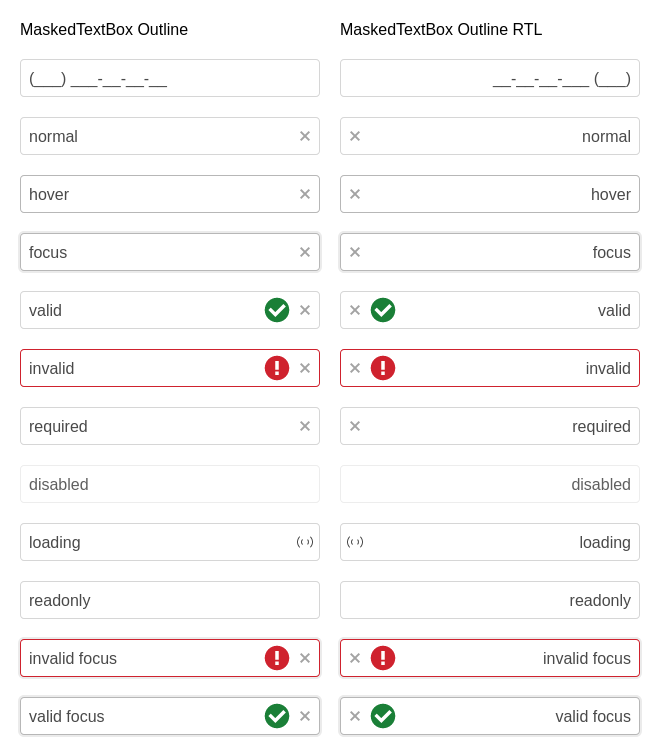 MaskedTextBox Outline
(___) ___-__-__-__
normal
hover
focus
valid
invalid
required
disabled
loading
readonly
invalid focus
valid focus
MaskedTextBox Outline RTL
__-__-__-___ (___)
normal
hover
focus
valid
invalid
required
disabled
loading
readonly
invalid focus
valid focus